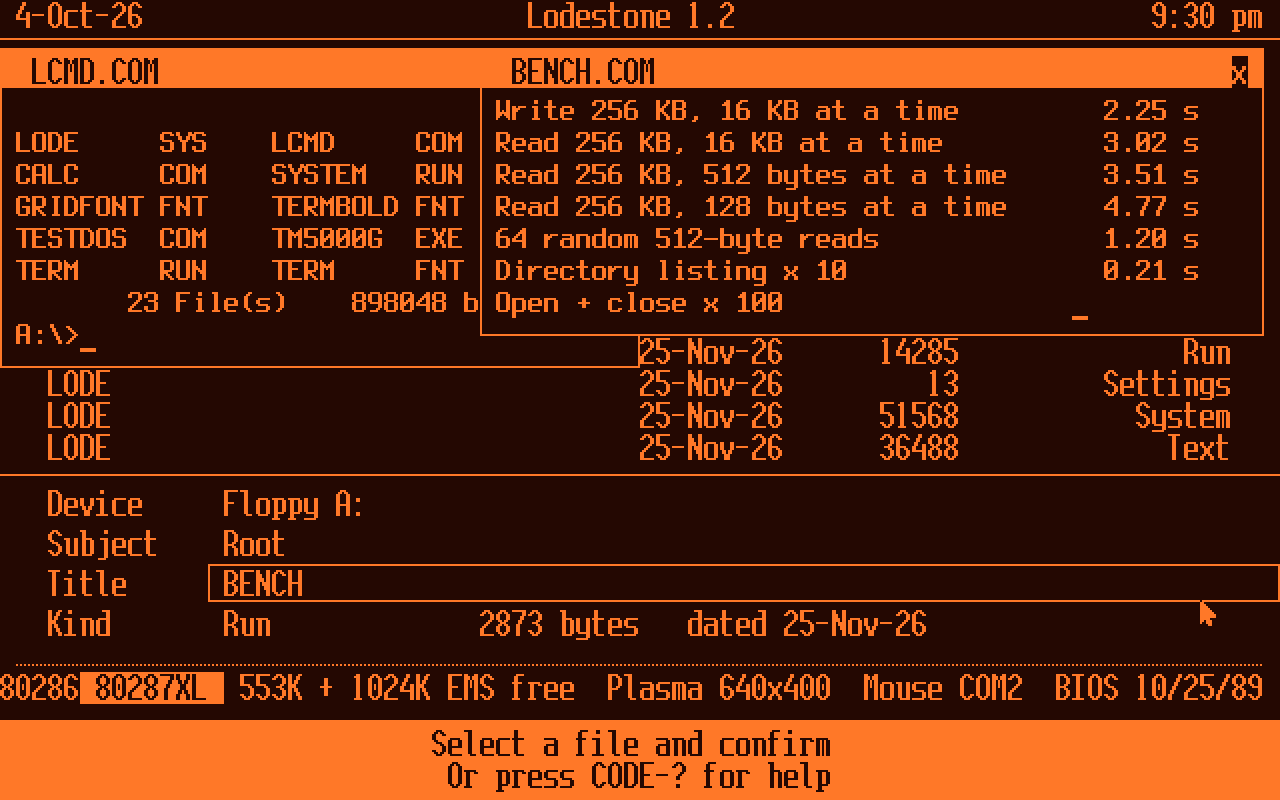 4-Oct-26 Lodestone 1.2 9:30 pm
LCMD.COM BENCH.COM x
Write 256 KB, 16 KB at a time 2.25 s
LODE SYS LCMD COM Read 256 KB, 16 KB at a time 3.02 s
CALC COM SYSTEM RUN Read 256 KB, 512 bytes at a time 3.51 s
GRIDFONT FNT TERMBOLD FNT Read 256 KB, 128 bytes at a time 4.77 s
TESTDOS COM TM5000G EXE 64 random 512-byte reads 1.20 s
TERM RUN TERM FNT Directory listing x 10 0.21 s
23 File(s) 898048 b Open + close x 100
A:\>_ _
25-Nov-26 14285 Run
LODE 25-Nov-26 13 Settings
LODE 25-Nov-26 51568 System
LODE 25-Nov-26 36488 Text
Device Floppy A:
Subject Root
Title BENCH
Kind Run 2873 bytes dated 25-Nov-26
80286 80287XL 553K + 1024K EMS free Plasma 640x400 Mouse COM2 BIOS 10/25/89
Select a file and confirm
Or press CODE-? for help